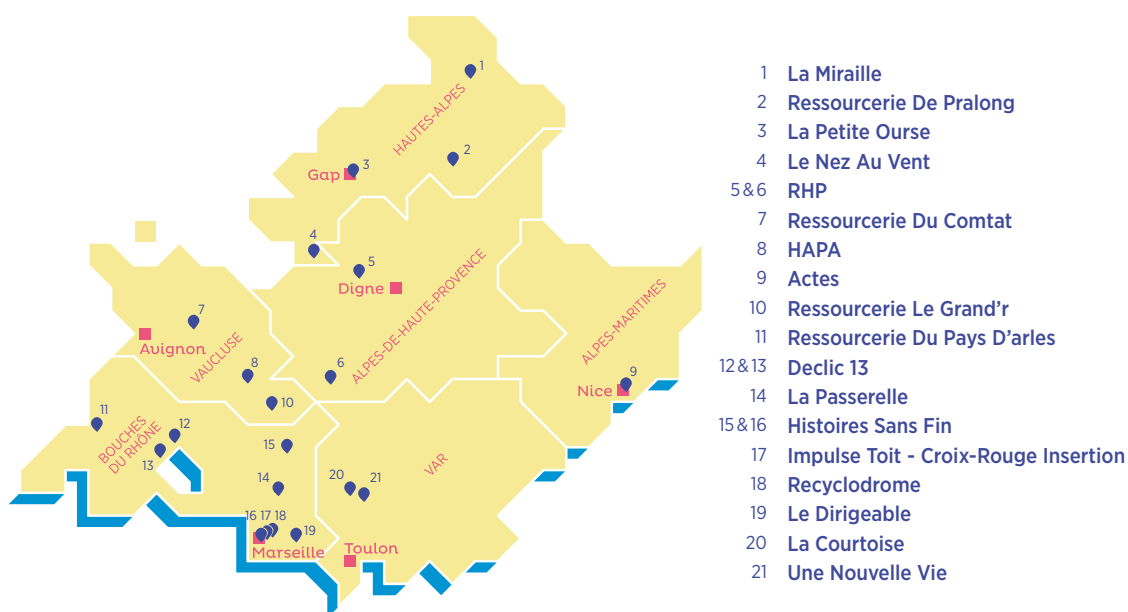 1
HAUTES-ALPES
2
3
Gap
4
5
Digne
ALPES-DE-HAUTE-PROVENCE
ALPES-MARITIMES
7
Avignon
VAUCLUSE
8
6
9
Nice
10
11
BOUCHES
DU RHÔNE
12
13
15
VAR
14
20
21
16 17 18
19
Marseille
Toulon
1 La Miraille
2 Ressourcerie De Pralong
3 La Petite Ourse
4 Le Nez Au Vent
5 & 6 RHP
7 Ressourcerie Du Comtat
8 HAPA
9 Actes
10 Ressourcerie Le Grand’r
11 Ressourcerie Du Pays D’arles
12 & 13 Declic 13
14 La Passerelle
15 & 16 Histoires Sans Fin
17 Impulse Toit - Croix-Rouge Insertion
18 Recyclodrome
19 Le Dirigeable
20 La Courtoise
21 Une Nouvelle Vie